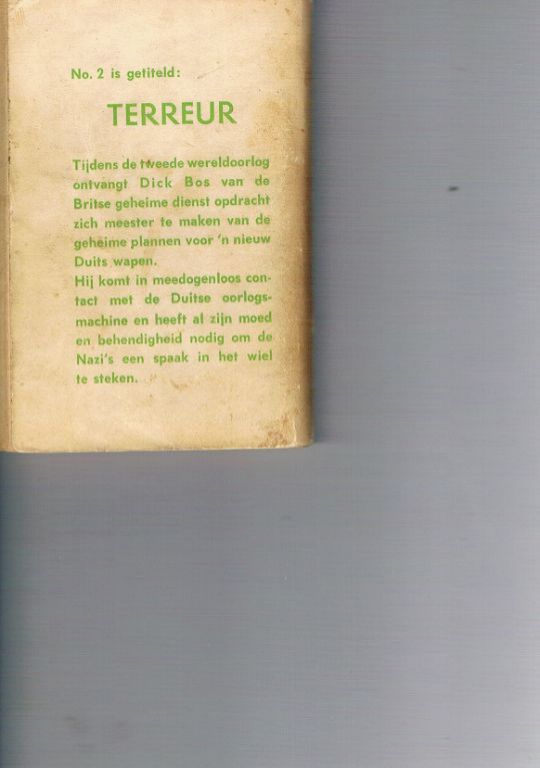 No. 2 is getiteld:
TERREUR
Tijdens de tweede wereldoorlog
ontvangt Dick Bos van de
Britse geheime dienst opdracht
zich meester te maken van de
geheime plannen voor 'n nieuw
Duits wapen.
Hij komt in meedogenloos con-
tact met de Duitse oorlogs-
machine en heeft al zijn moed
en behendigheid nodig om de
Nazi's een spaak in het wiel
te steken.